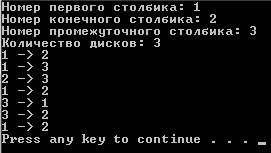 Номер первого столбика: 1
Номер конечного столбика: 2
Номер промежуточного столбика: 3
Количество дисков: 3
1 -> 2
1 -> 3
2 -> 3
1 -> 2
3 -> 1
3 -> 2
1 -> 2
Press any key to continue . . .